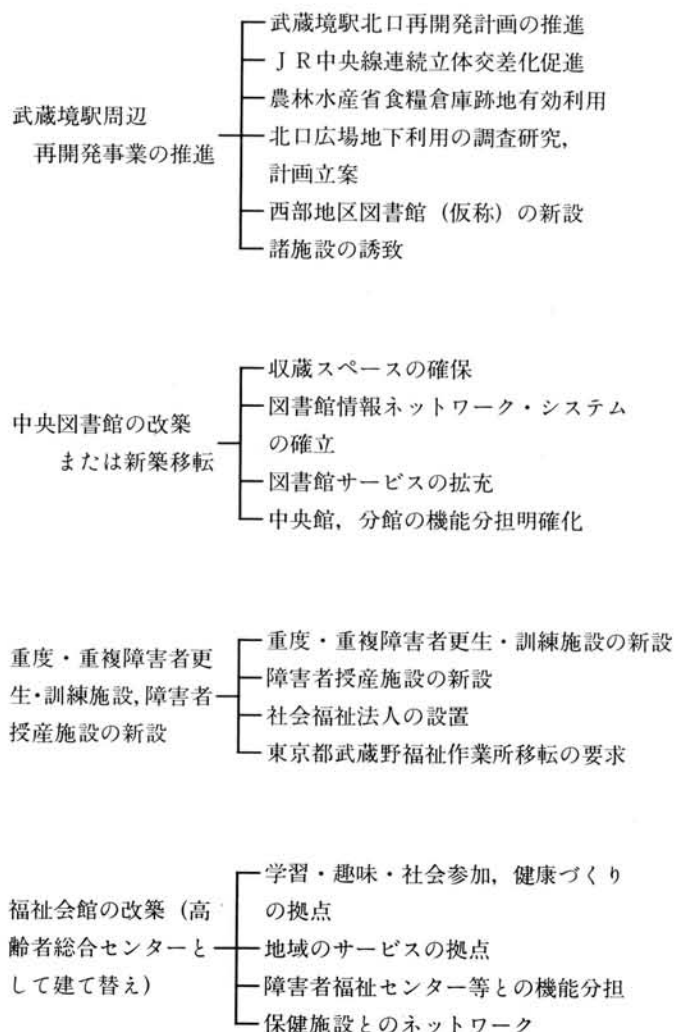 武蔵境駅周辺
再開発事業の推進
武蔵境駅北口再開発計画の推進
ＪＲ中央線連続立体交差化促進
農林水産省食糧倉庫跡地有効利用
北口広場地下利用の調査研究，
計画立案
西部地区図書館（仮称）の新設
諸施設の誘致
中央図書館の改築
または新築移転
収蔵スペースの確保
図書館情報ネットワーク・システム
の確立
図書館サービスの拡充
中央館，分館の機能分担明確化
重度・重複障害者更
生・訓練施設，障害者
授産施設の新設
重度・重複障害者更生・訓練施設の新設
障害者授産施設の新設
社会福祉法人の設置
東京都武蔵野福祉作業所移転の要求
福祉会館の改築（高
齢者総合センターと
して建て替え）
学習・趣味・社会参加，健康づくり
の拠点
地域のサービスの拠点
障害者福祉センター等との機能分担
保健施設とのネットワーク